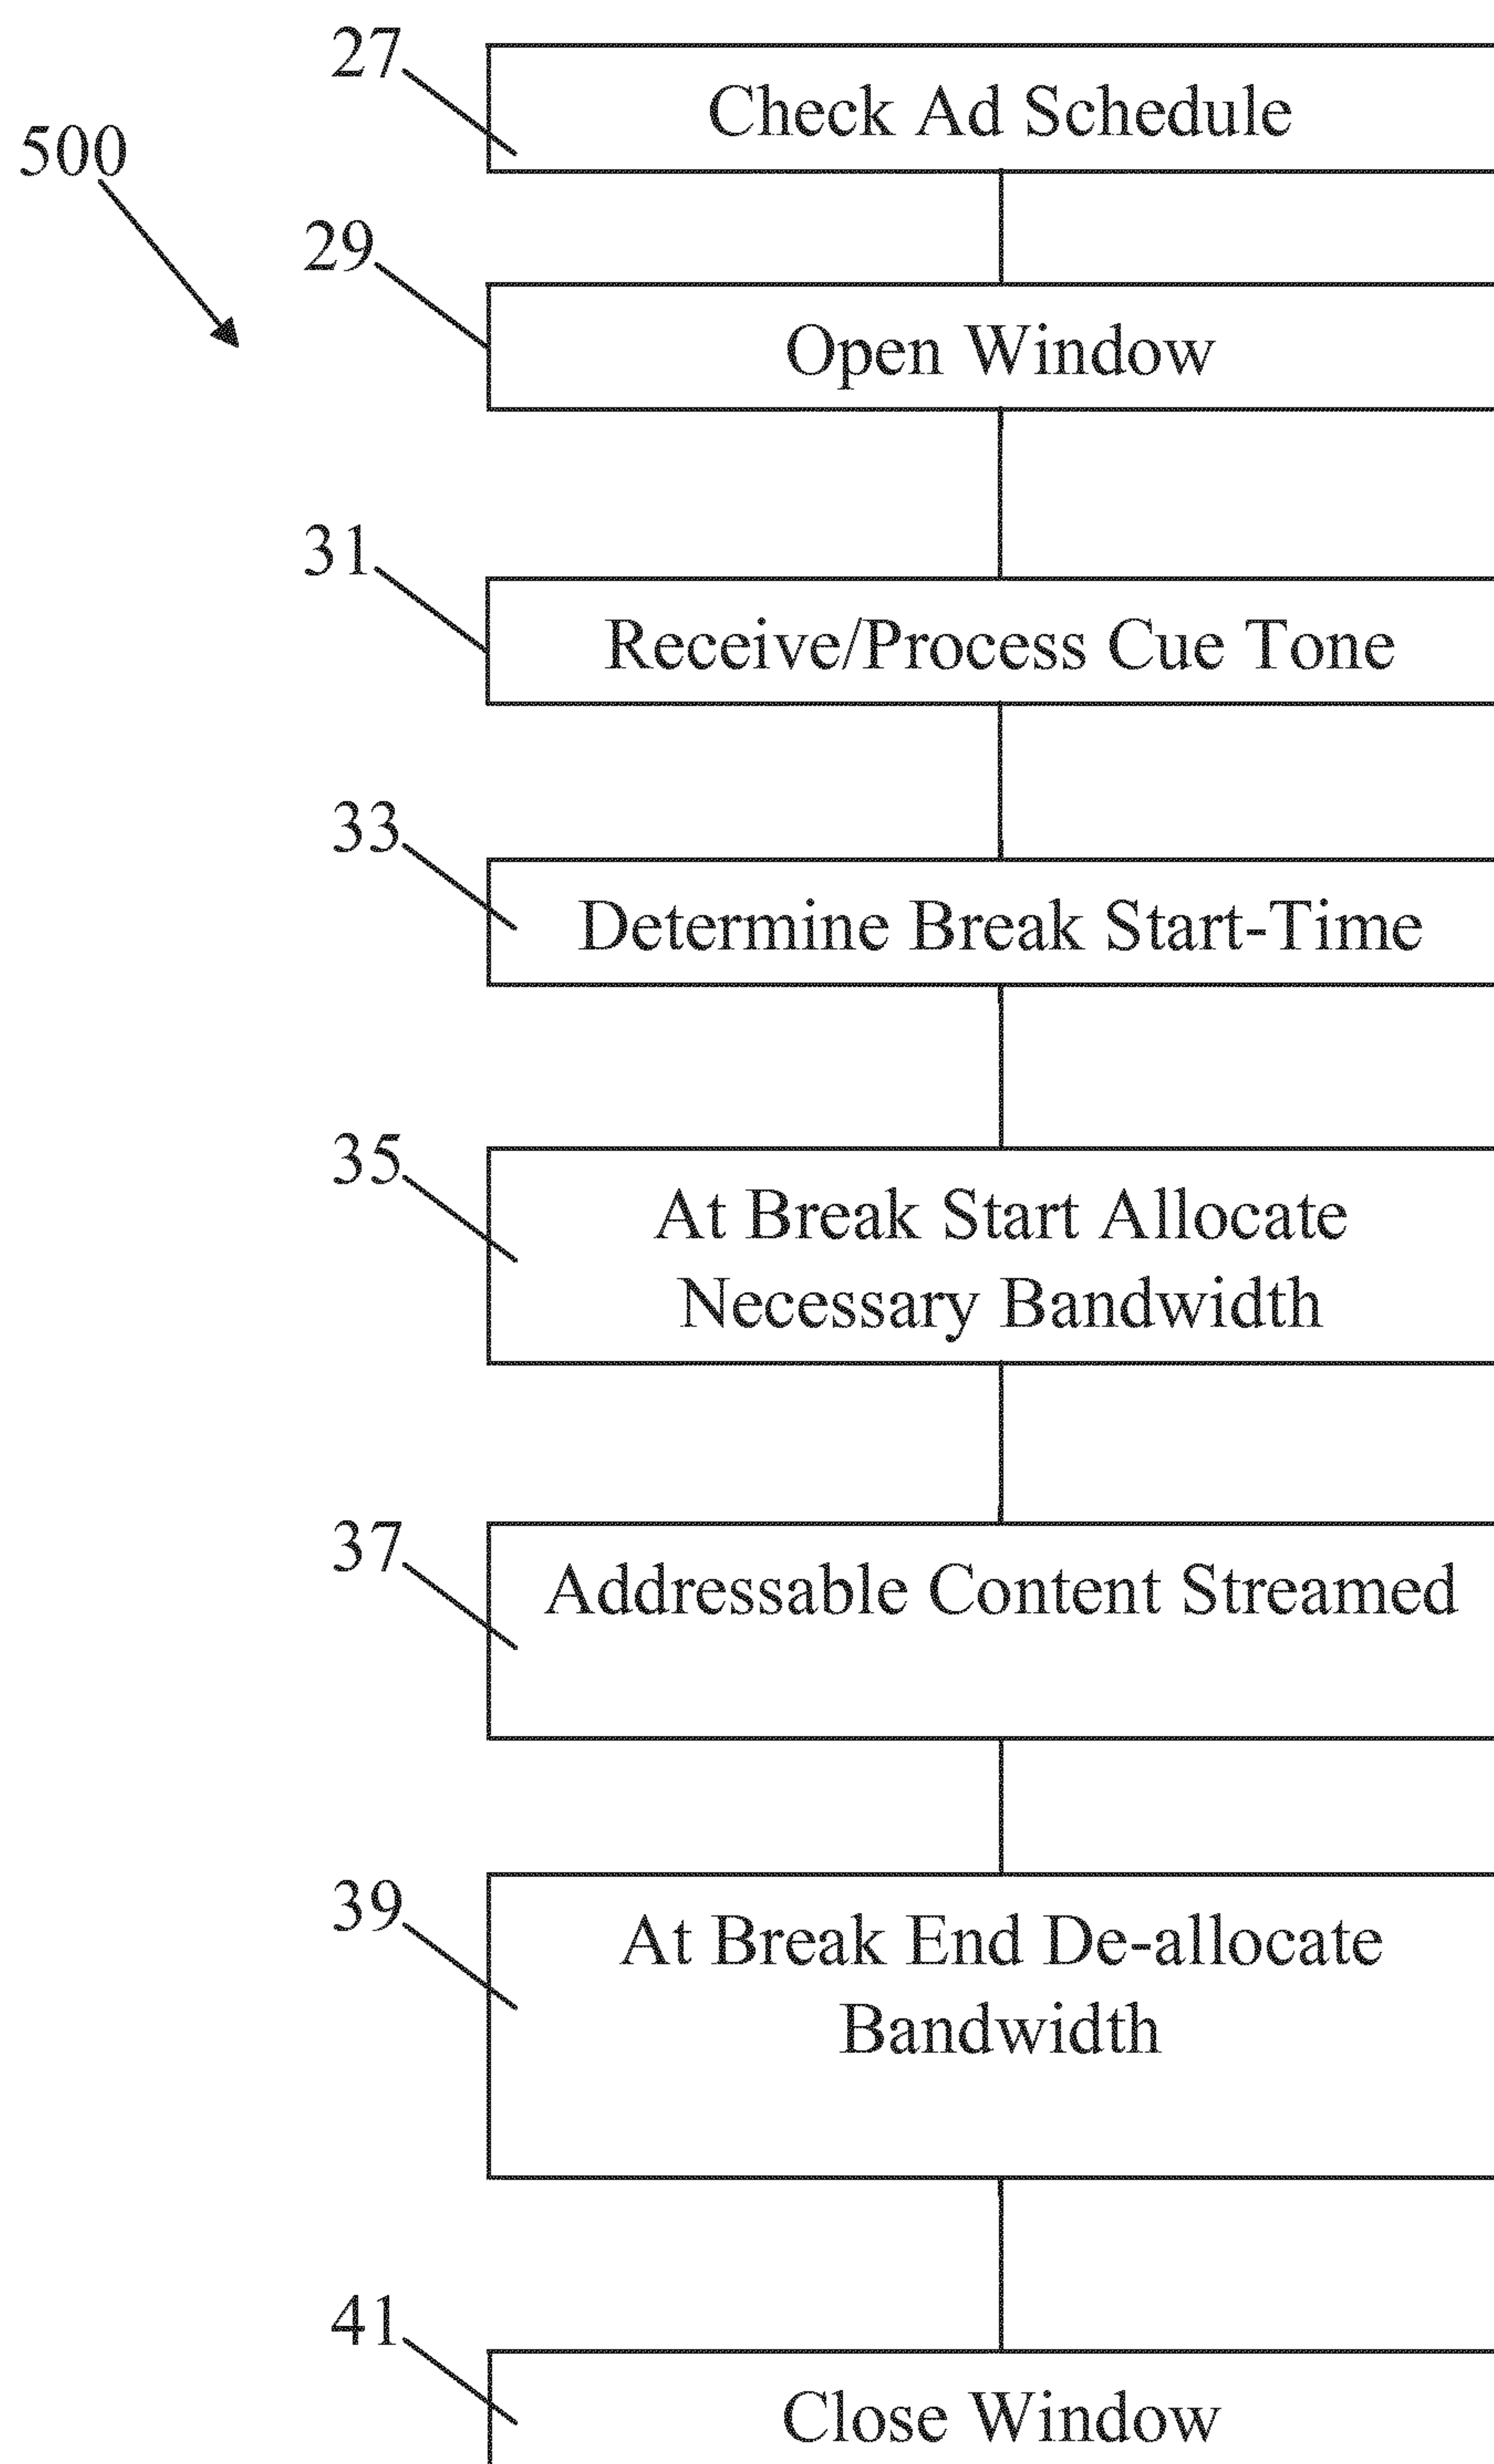 27
Check Ad Schedule
500
29
Open Window
31
Receive/Process Cue Tone
33
Determine Break Start-Time
35
At Break Start Allocate
Necessary Bandwidth
37
Addressable Content Streamed
39
At Break End De-allocate
Bandwidth
41
Close Window